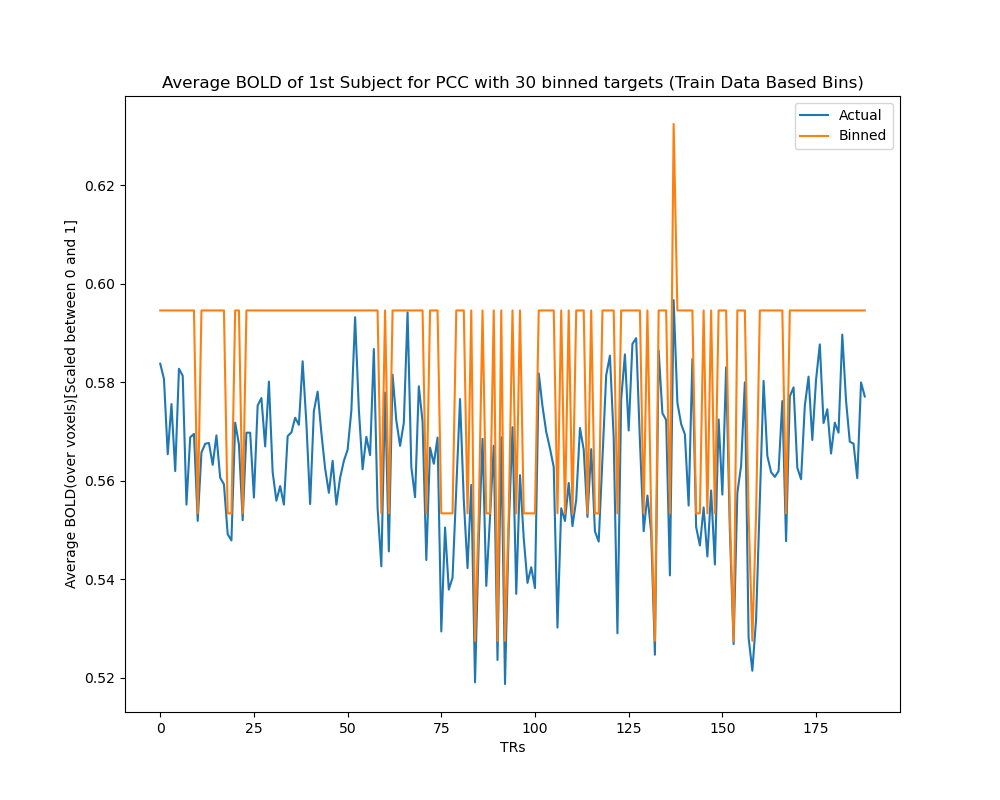 Average BOLD of 1st Subject for PCC with 30 binned targets (Train Data Based Bins)
Actual
Binned
Average BOLD(over voxels)[Scaled between 0 and 1]
0.62
0.60
0.58
0.56
0.54
0.52
0 25 50 75 100 125 150 175
TRs